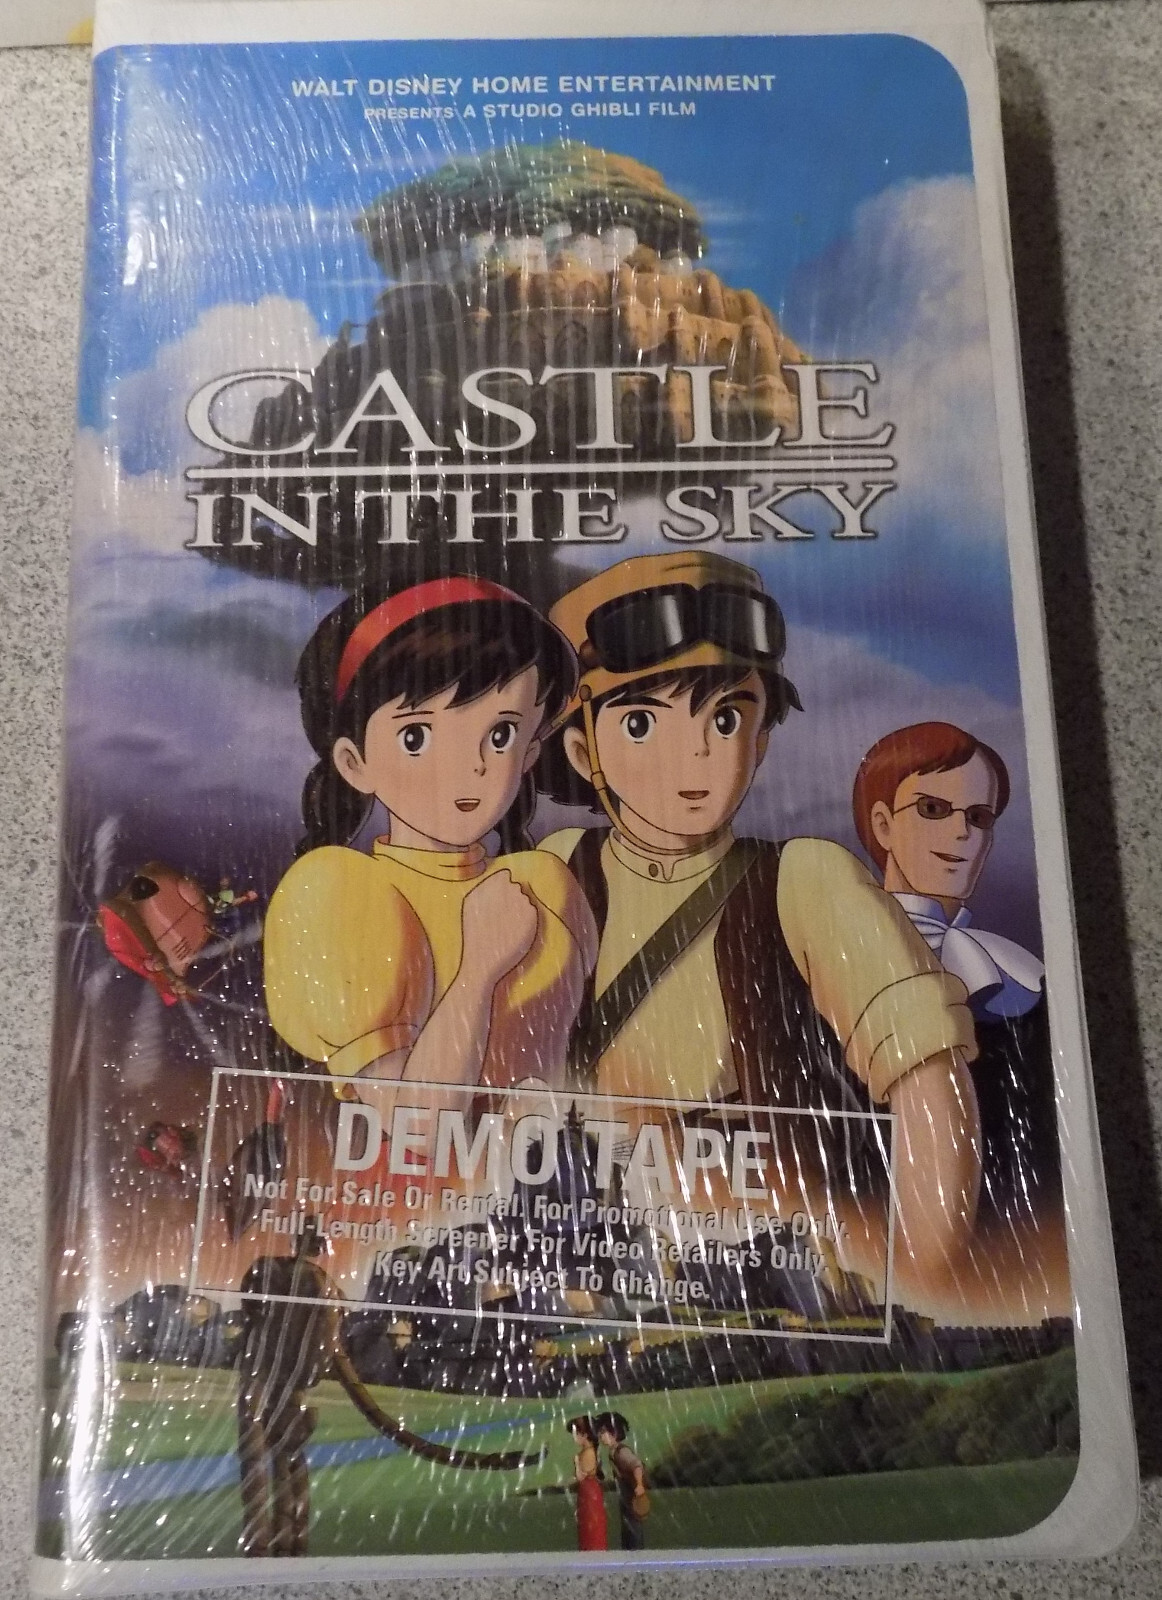 WALT DISNEY HOME ENTERTAINMENT
PRESENTS A STUDIO GHIBLI FILM
CASTLE
IN THE SKY
DEMO TAPE
Not For Sale Or Rental. For Promotional Use Only.
Full-Length Screener For Video Retailers Only.
Key Art Subject To Change.